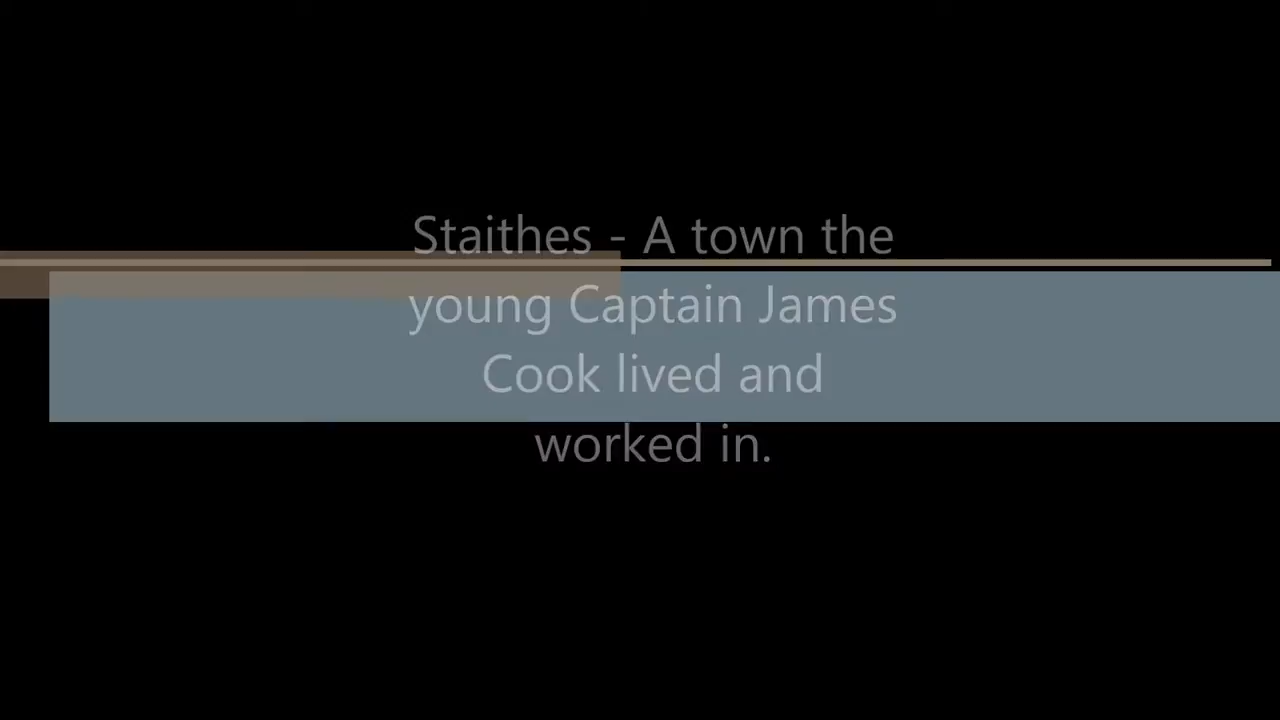 Staithes - A town the
young Captain James
Cook lived and
worked in.